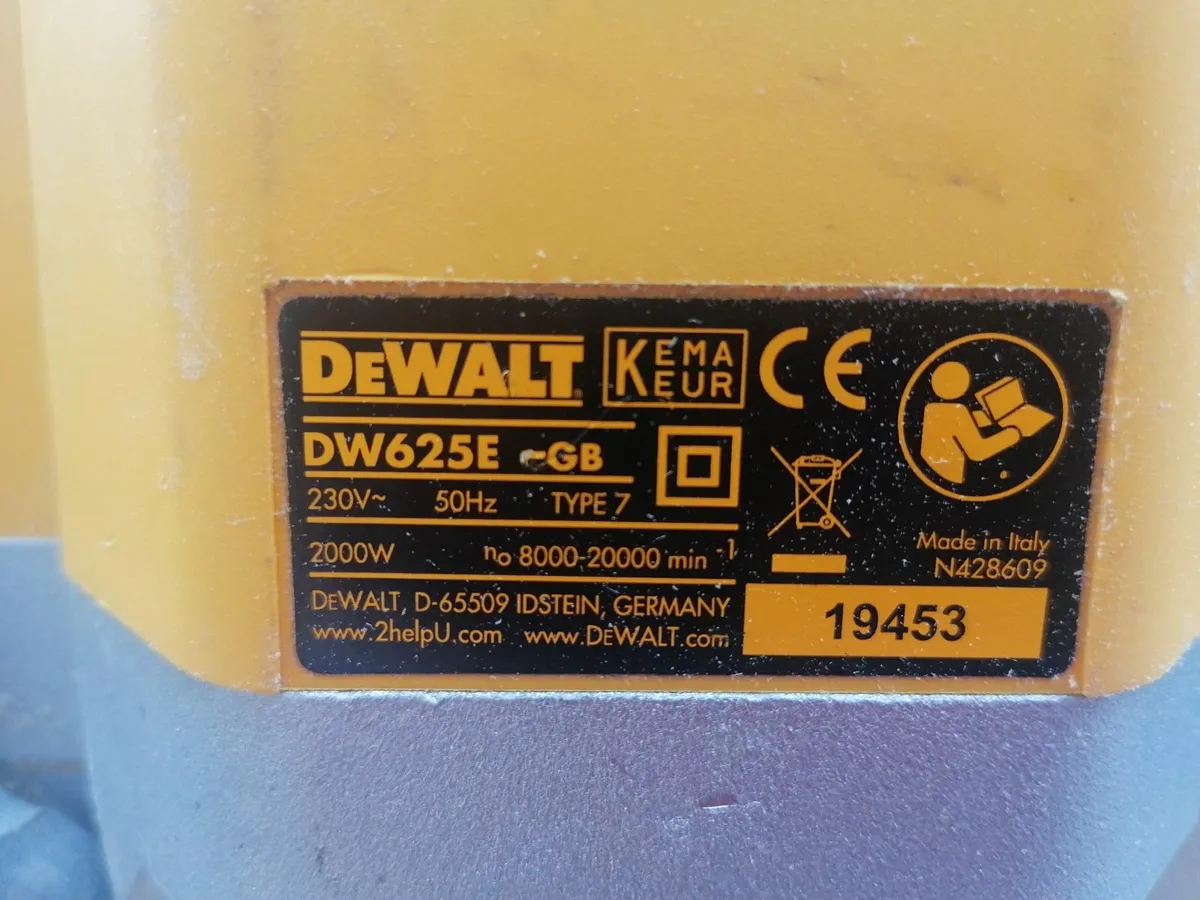 DEWALT KEMA KEUR CE
DW625E ~GB
230V~ 50Hz TYPE 7
2000W n₀ 8000-20000 min⁻¹
Made in Italy
N428609
DEWALT, D-65509 IDSTEIN, GERMANY
www.2helpU.com www.DEWALT.com
19453